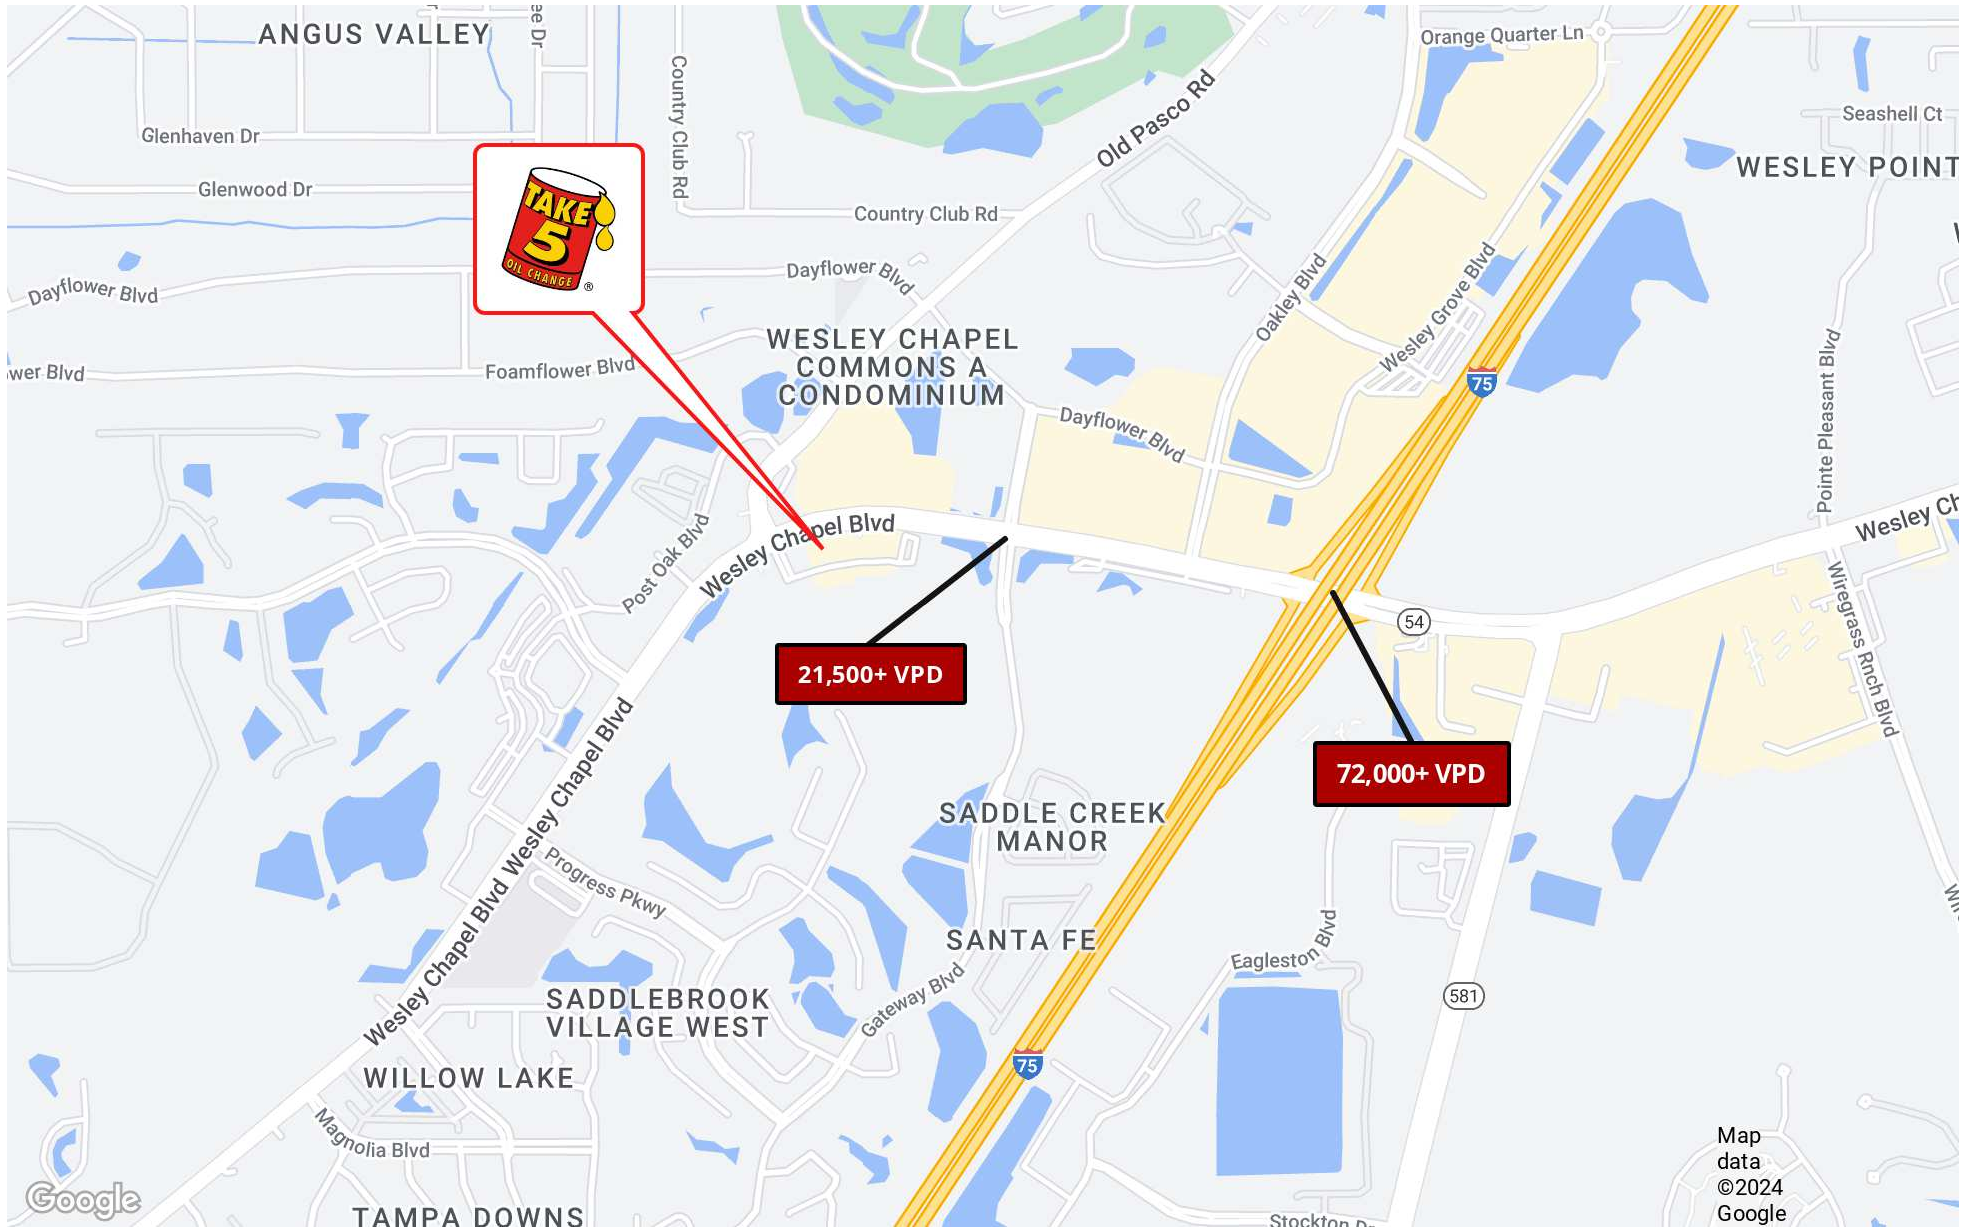 ANGUS VALLEY
ee Dr
Orange Quarter Ln
Country Club Rd
Old Pasco Rd
Seashell Ct
Glenhaven Dr
WESLEY POINT
Glenwood Dr
TAKE
5
OIL CHANGE
®
Country Club Rd
Dayflower Blvd
Dayflower Blvd
Oakley Blvd
Wesley Grove Blvd
WESLEY CHAPEL
COMMONS A
CONDOMINIUM
Foamflower Blvd
wer Blvd
75
Pointe Pleasant Blvd
Dayflower Blvd
Wesley Chapel Blvd
Wesley Ch
Post Oak Blvd
54
Wiregrass Rnch Blvd
21,500+ VPD
72,000+ VPD
Wesley Chapel Blvd
Wesley Chapel Blvd
SADDLE CREEK
MANOR
Progress Pkwy
SANTA FE
Eagleston Blvd
Gateway Blvd
SADDLEBROOK
VILLAGE WEST
581
75
WILLOW LAKE
Magnolia Blvd
Map
data
©2024
Google
Google
TAMPA DOWNS
Stockton Dr